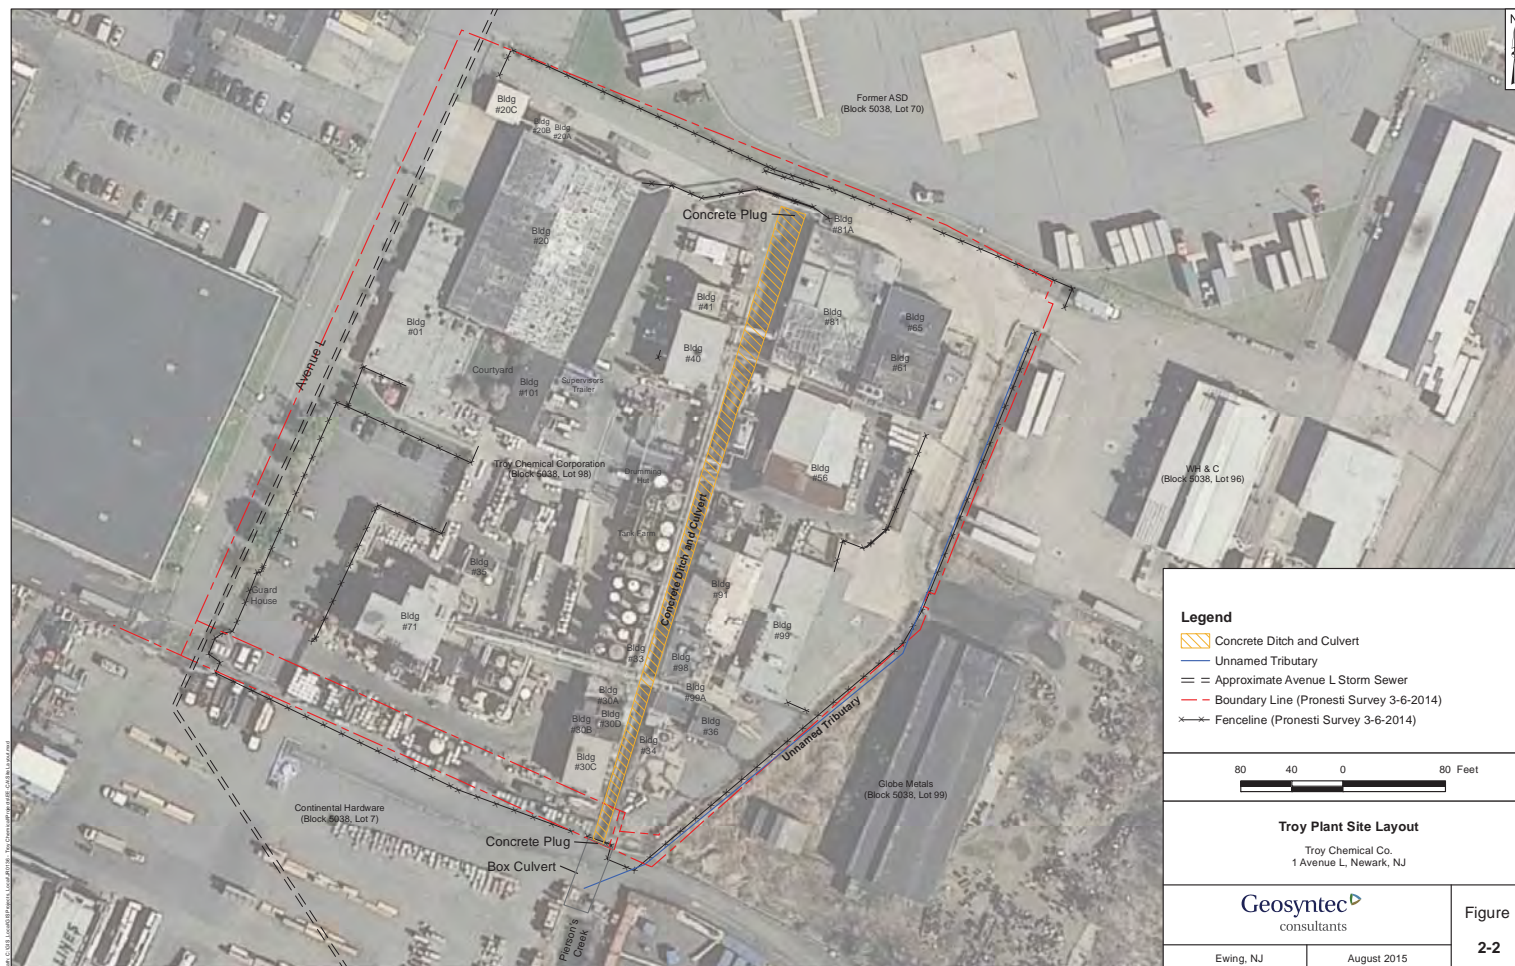 N
Bldg
#20C
Bldg
#20B
Bldg
#20A
Former ASD
(Block 5038, Lot 70)
Concrete Plug
Bldg
#81A
Bldg
#20
Bldg
#41
Bldg
#81
Bldg
#65
Bldg
#01
Bldg
#40
Bldg
#61
Avenue L
Courtyard
Bldg
#101
Supervisors
Trailer
Troy Chemical Corporation
(Block 5038, Lot 98)
Drumming
Hut
Bldg
#56
WH & C
(Block 5038, Lot 96)
Tank Farm
Concrete Ditch and Culvert
Bldg
#35
Guard
House
Bldg
#91
Bldg
#71
Bldg
#99
Bldg
#33
Bldg
#98
Bldg
#30A
Bldg
#90A
Bldg
#30B
Bldg
#30D
Bldg
#36
Bldg
#34
Bldg
#30C
Unnamed Tributary
Globe Metals
(Block 5038, Lot 99)
Continental Hardware
(Block 5038, Lot 7)
Concrete Plug
Box Culvert
Pierson's
Creek
LINES
Legend
Concrete Ditch and Culvert
Unnamed Tributary
Approximate Avenue L Storm Sewer
Boundary Line (Pronesti Survey 3-6-2014)
Fenceline (Pronesti Survey 3-6-2014)
80 40 0 80 Feet
Troy Plant Site Layout
Troy Chemical Co.
1 Avenue L, Newark, NJ
Geosyntec
consultants
Figure
2-2
Ewing, NJ
August 2015